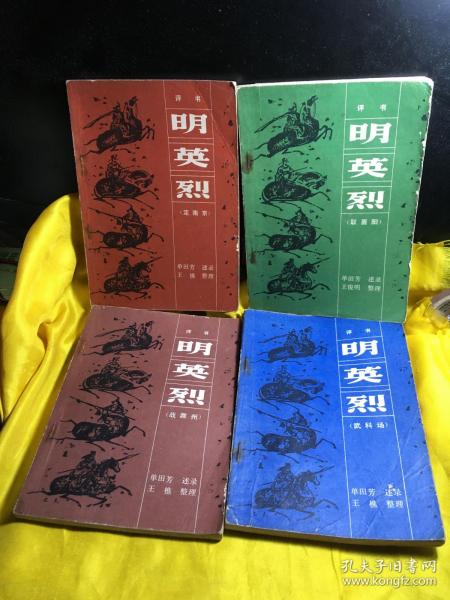 评书
明英烈
(定南京)
单田芳 述录
王樵 整理
评书
明英烈
(取襄阳)
单田芳 述录
王俊明 整理
评书
明英烈
(战滁州)
单田芳 述录
王樵 整理
评书
明英烈
(武科场)
单田芳 述录
王樵 整理
孔夫子旧书网
kongfz.com